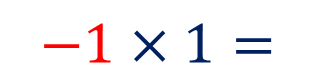 −1 × 1 =